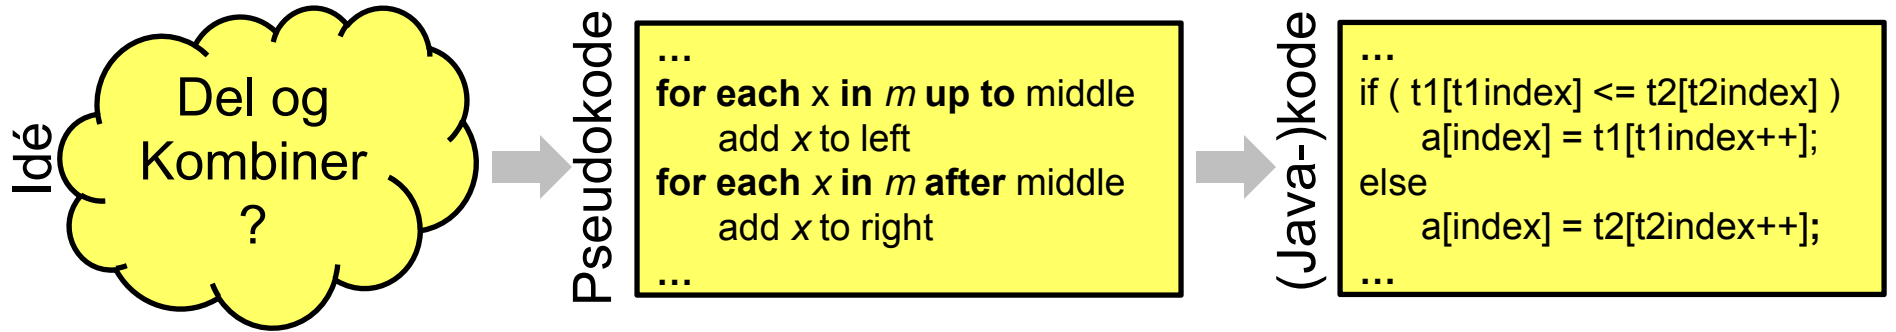 Idé
Del og
Kombiner
?
Pseudokode
...
for each x in m up to middle
add x to left
for each x in m after middle
add x to right
...
(Java-)kode
...
if ( t1[t1index] <= t2[t2index] )
a[index] = t1[t1index++];
else
a[index] = t2[t2index++];
...